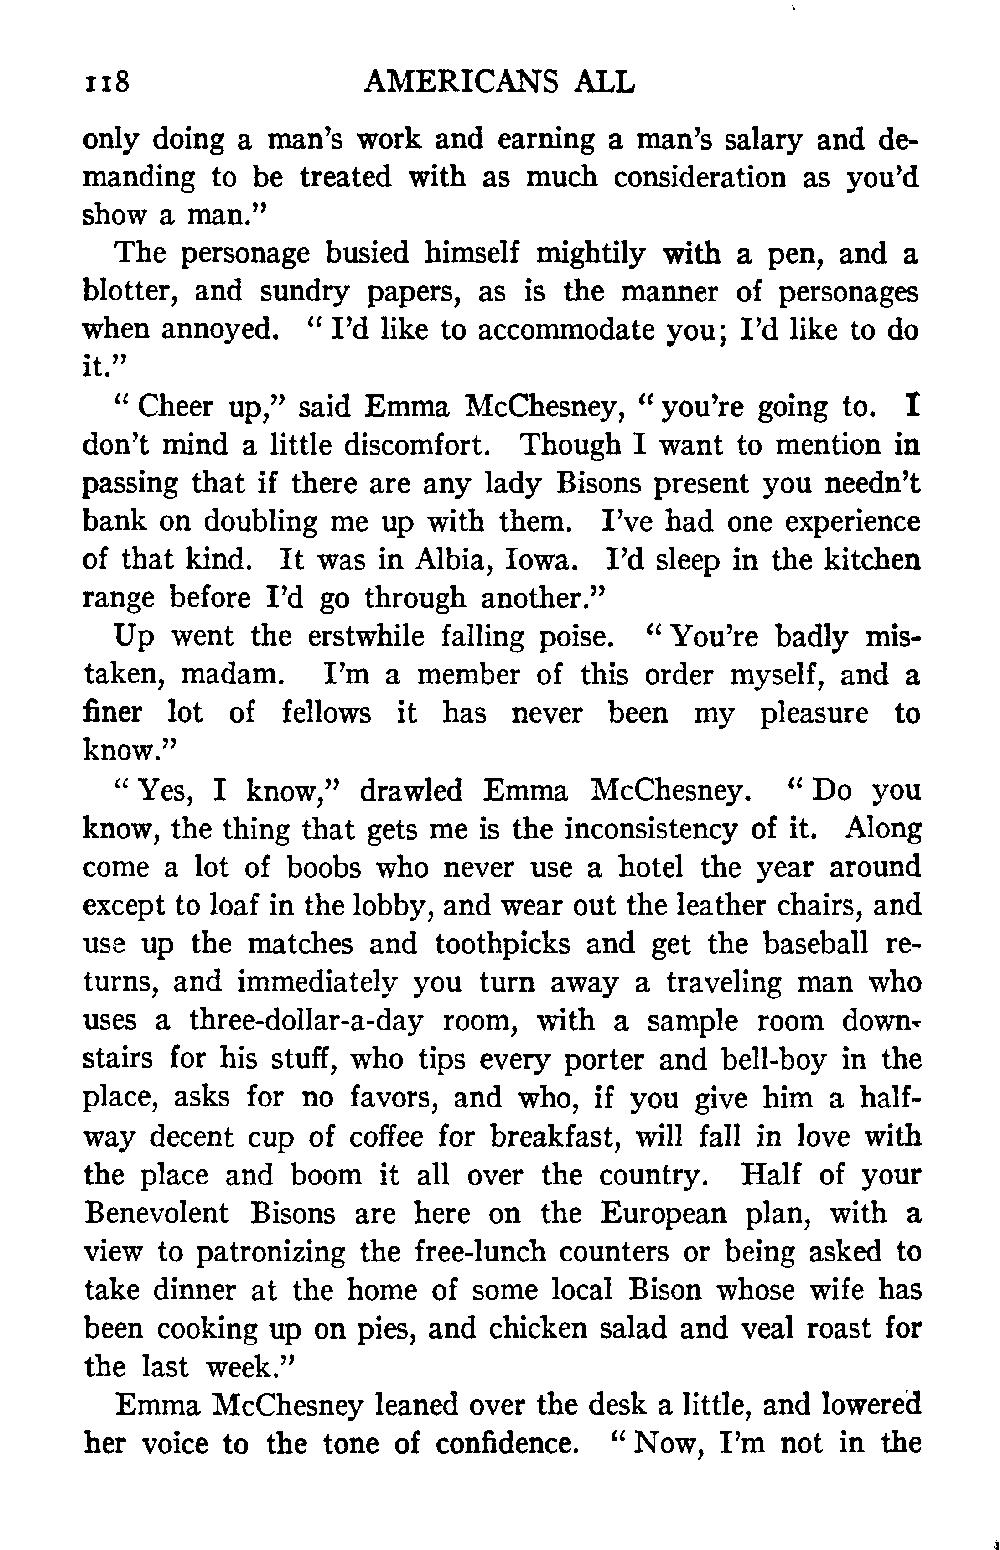 118 AMERICANS ALL
only doing a man's work and earning a man's salary and de-
manding to be treated with as much consideration as you'd
show a man."
The personage busied himself mightily with a pen, and a
blotter, and sundry papers, as is the manner of personages
when annoyed. "I'd like to accommodate you; I'd like to do
it."
"Cheer up," said Emma McChesney, "you're going to. I
don't mind a little discomfort. Though I want to mention in
passing that if there are any lady Bisons present you needn't
bank on doubling me up with them. I've had one experience
of that kind. It was in Albia, Iowa. I'd sleep in the kitchen
range before I'd go through another."
Up went the erstwhile falling poise. "You're badly mis-
taken, madam. I'm a member of this order myself, and a
finer lot of fellows it has never been my pleasure to
know."
"Yes, I know," drawled Emma McChesney. "Do you
know, the thing that gets me is the inconsistency of it. Along
come a lot of boobs who never use a hotel the year around
except to loaf in the lobby, and wear out the leather chairs, and
use up the matches and toothpicks and get the baseball re-
turns, and immediately you turn away a traveling man who
uses a three-dollar-a-day room, with a sample room down-
stairs for his stuff, who tips every porter and bell-boy in the
place, asks for no favors, and who, if you give him a half-
way decent cup of coffee for breakfast, will fall in love with
the place and boom it all over the country. Half of your
Benevolent Bisons are here on the European plan, with a
view to patronizing the free-lunch counters or being asked to
take dinner at the home of some local Bison whose wife has
been cooking up on pies, and chicken salad and veal roast for
the last week."
Emma McChesney leaned over the desk a little, and lowered
her voice to the tone of confidence. "Now, I'm not in the